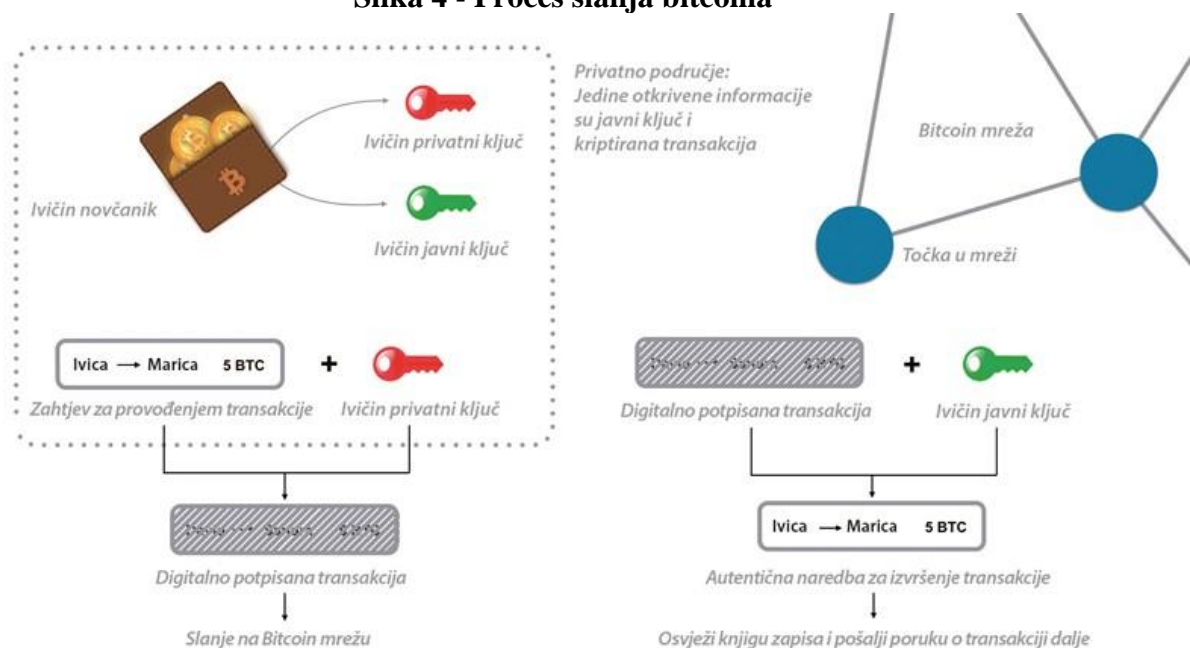 Slika 4 - Proces slanja bitcoina
Ivičin novčanik
Ivičin privatni ključ
Ivičin javni ključ
Privatno područje:
Jedine otkrivene informacije
su javni ključ i
kriptirana transakcija
Bitcoin mreža
Točka u mreži
Ivica → Marica 5 BTC
+
Zahtjev za provođenjem transakcije
Ivičin privatni ključ
Digitalno potpisana transakcija
Slanje na Bitcoin mrežu
+
Digitalno potpisana transakcija
Ivičin javni ključ
Ivica → Marica 5 BTC
Autentična naredba za izvršenje transakcije
Osvježi knjigu zapisa i pošalji poruku o transakciji dalje